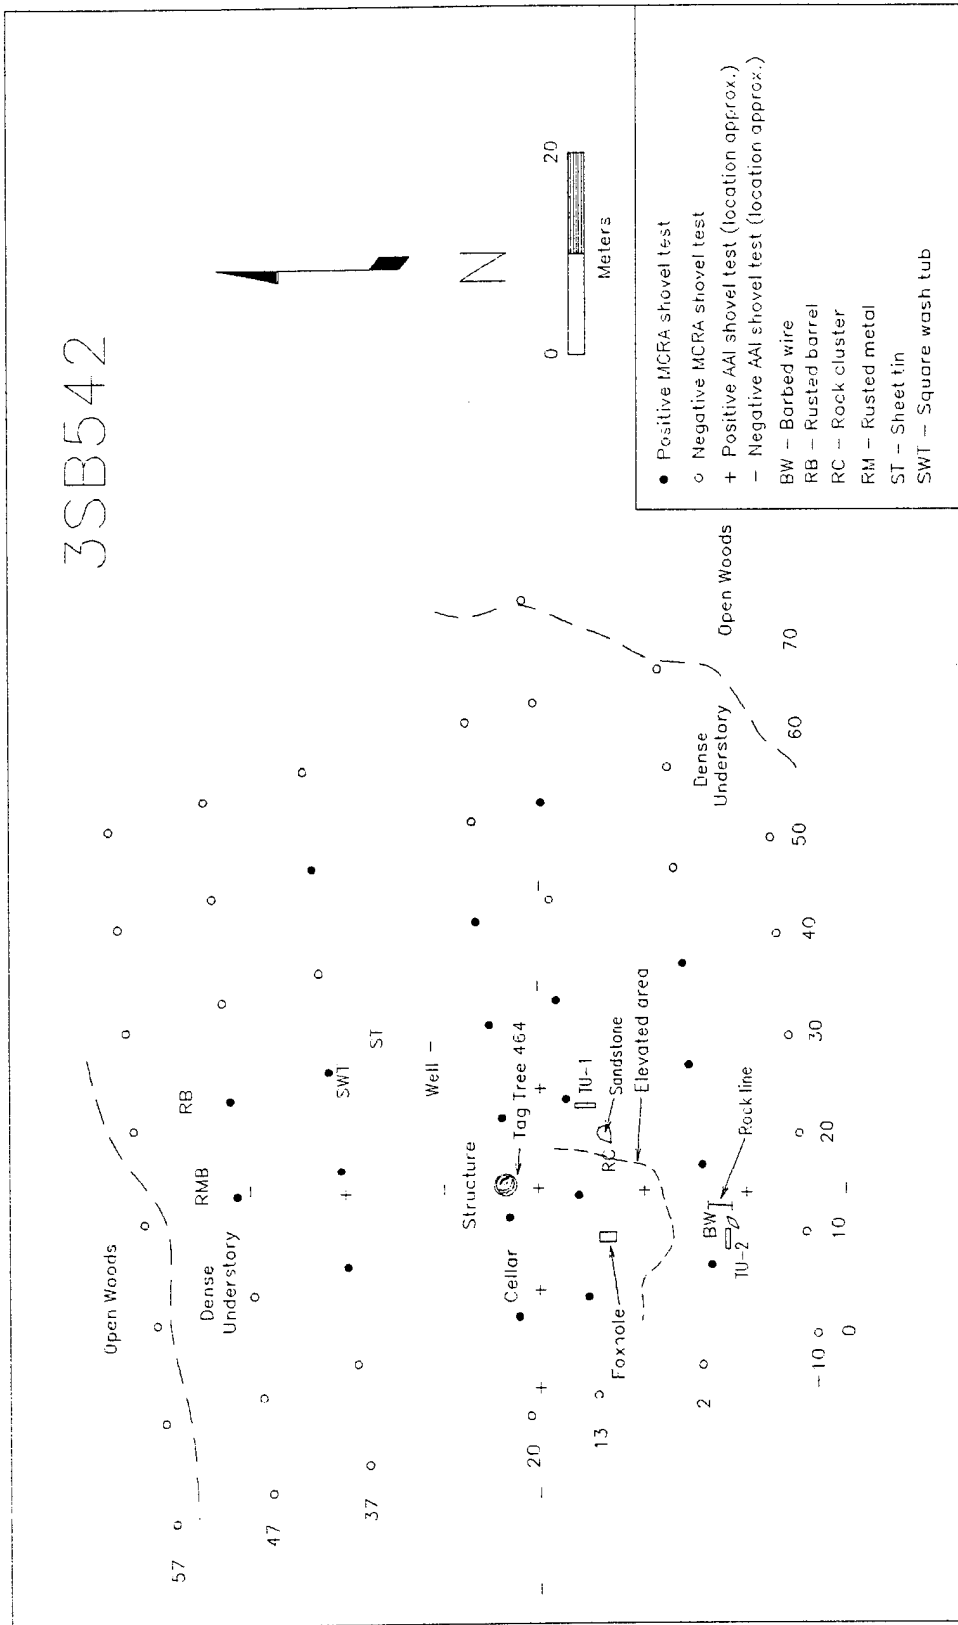 3SB542
N
0 20
Meters
● Positive MCRA shovel test
○ Negative MCRA shovel test
+ Positive AAI shovel test (location approx.)
– Negative AAI shovel test (location approx.)
BW – Barbed wire
RB – Rusted barrel
RC – Rock cluster
RM – Rusted metal
ST – Sheet tin
SWT – Square wash tub
Open Woods
57
RB
RMB
Dense
Understory
47
SWT
ST
37
Well
Structure
Tag Tree 464
Cellar
20
TU-1
Sandstone
RC
Elevated area
Foxhole
13
Dense
Understory
Open Woods
2
BW
TU-2
Rock line
-10
0
10
20
30
40
50
60
70